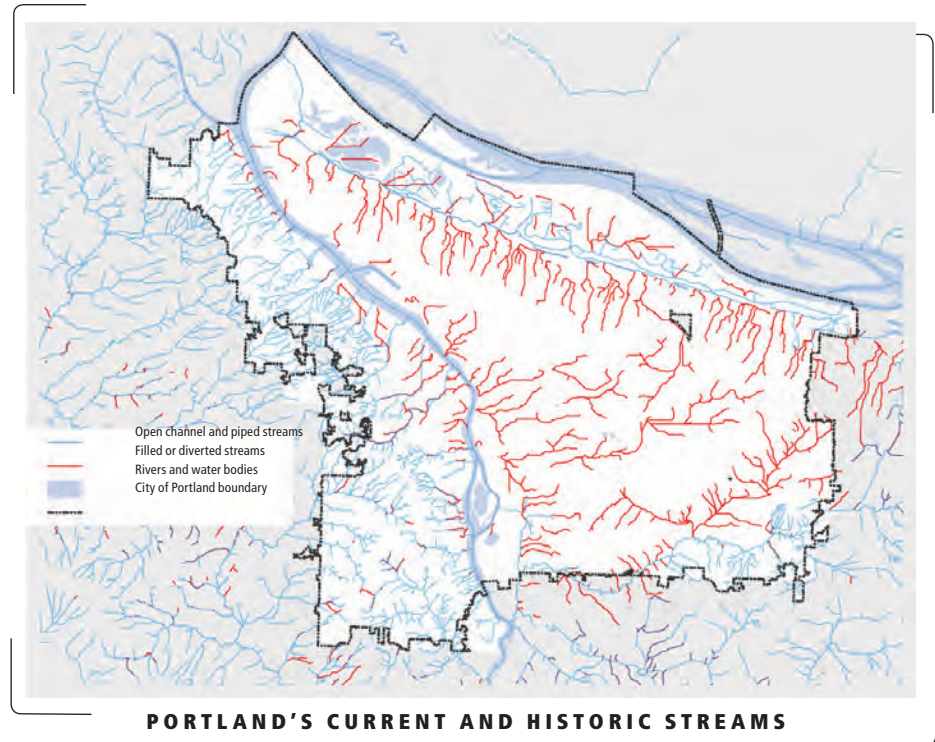 Open channel and piped streams
Filled or diverted streams
Rivers and water bodies
City of Portland boundary
PORTLAND'S CURRENT AND HISTORIC STREAMS